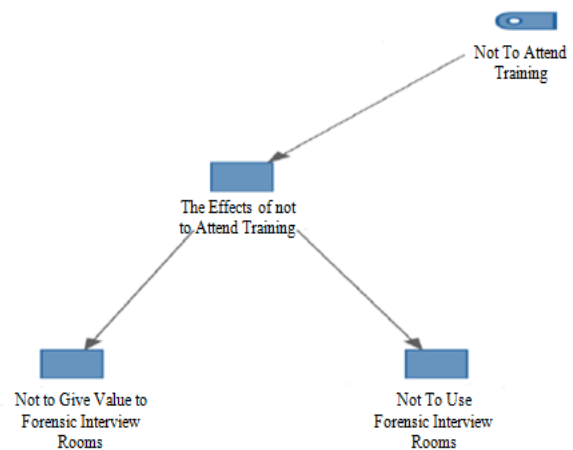 Not To Attend
Training
The Effects of not
to Attend Training
Not to Give Value to
Forensic Interview
Rooms
Not To Use
Forensic Interview
Rooms